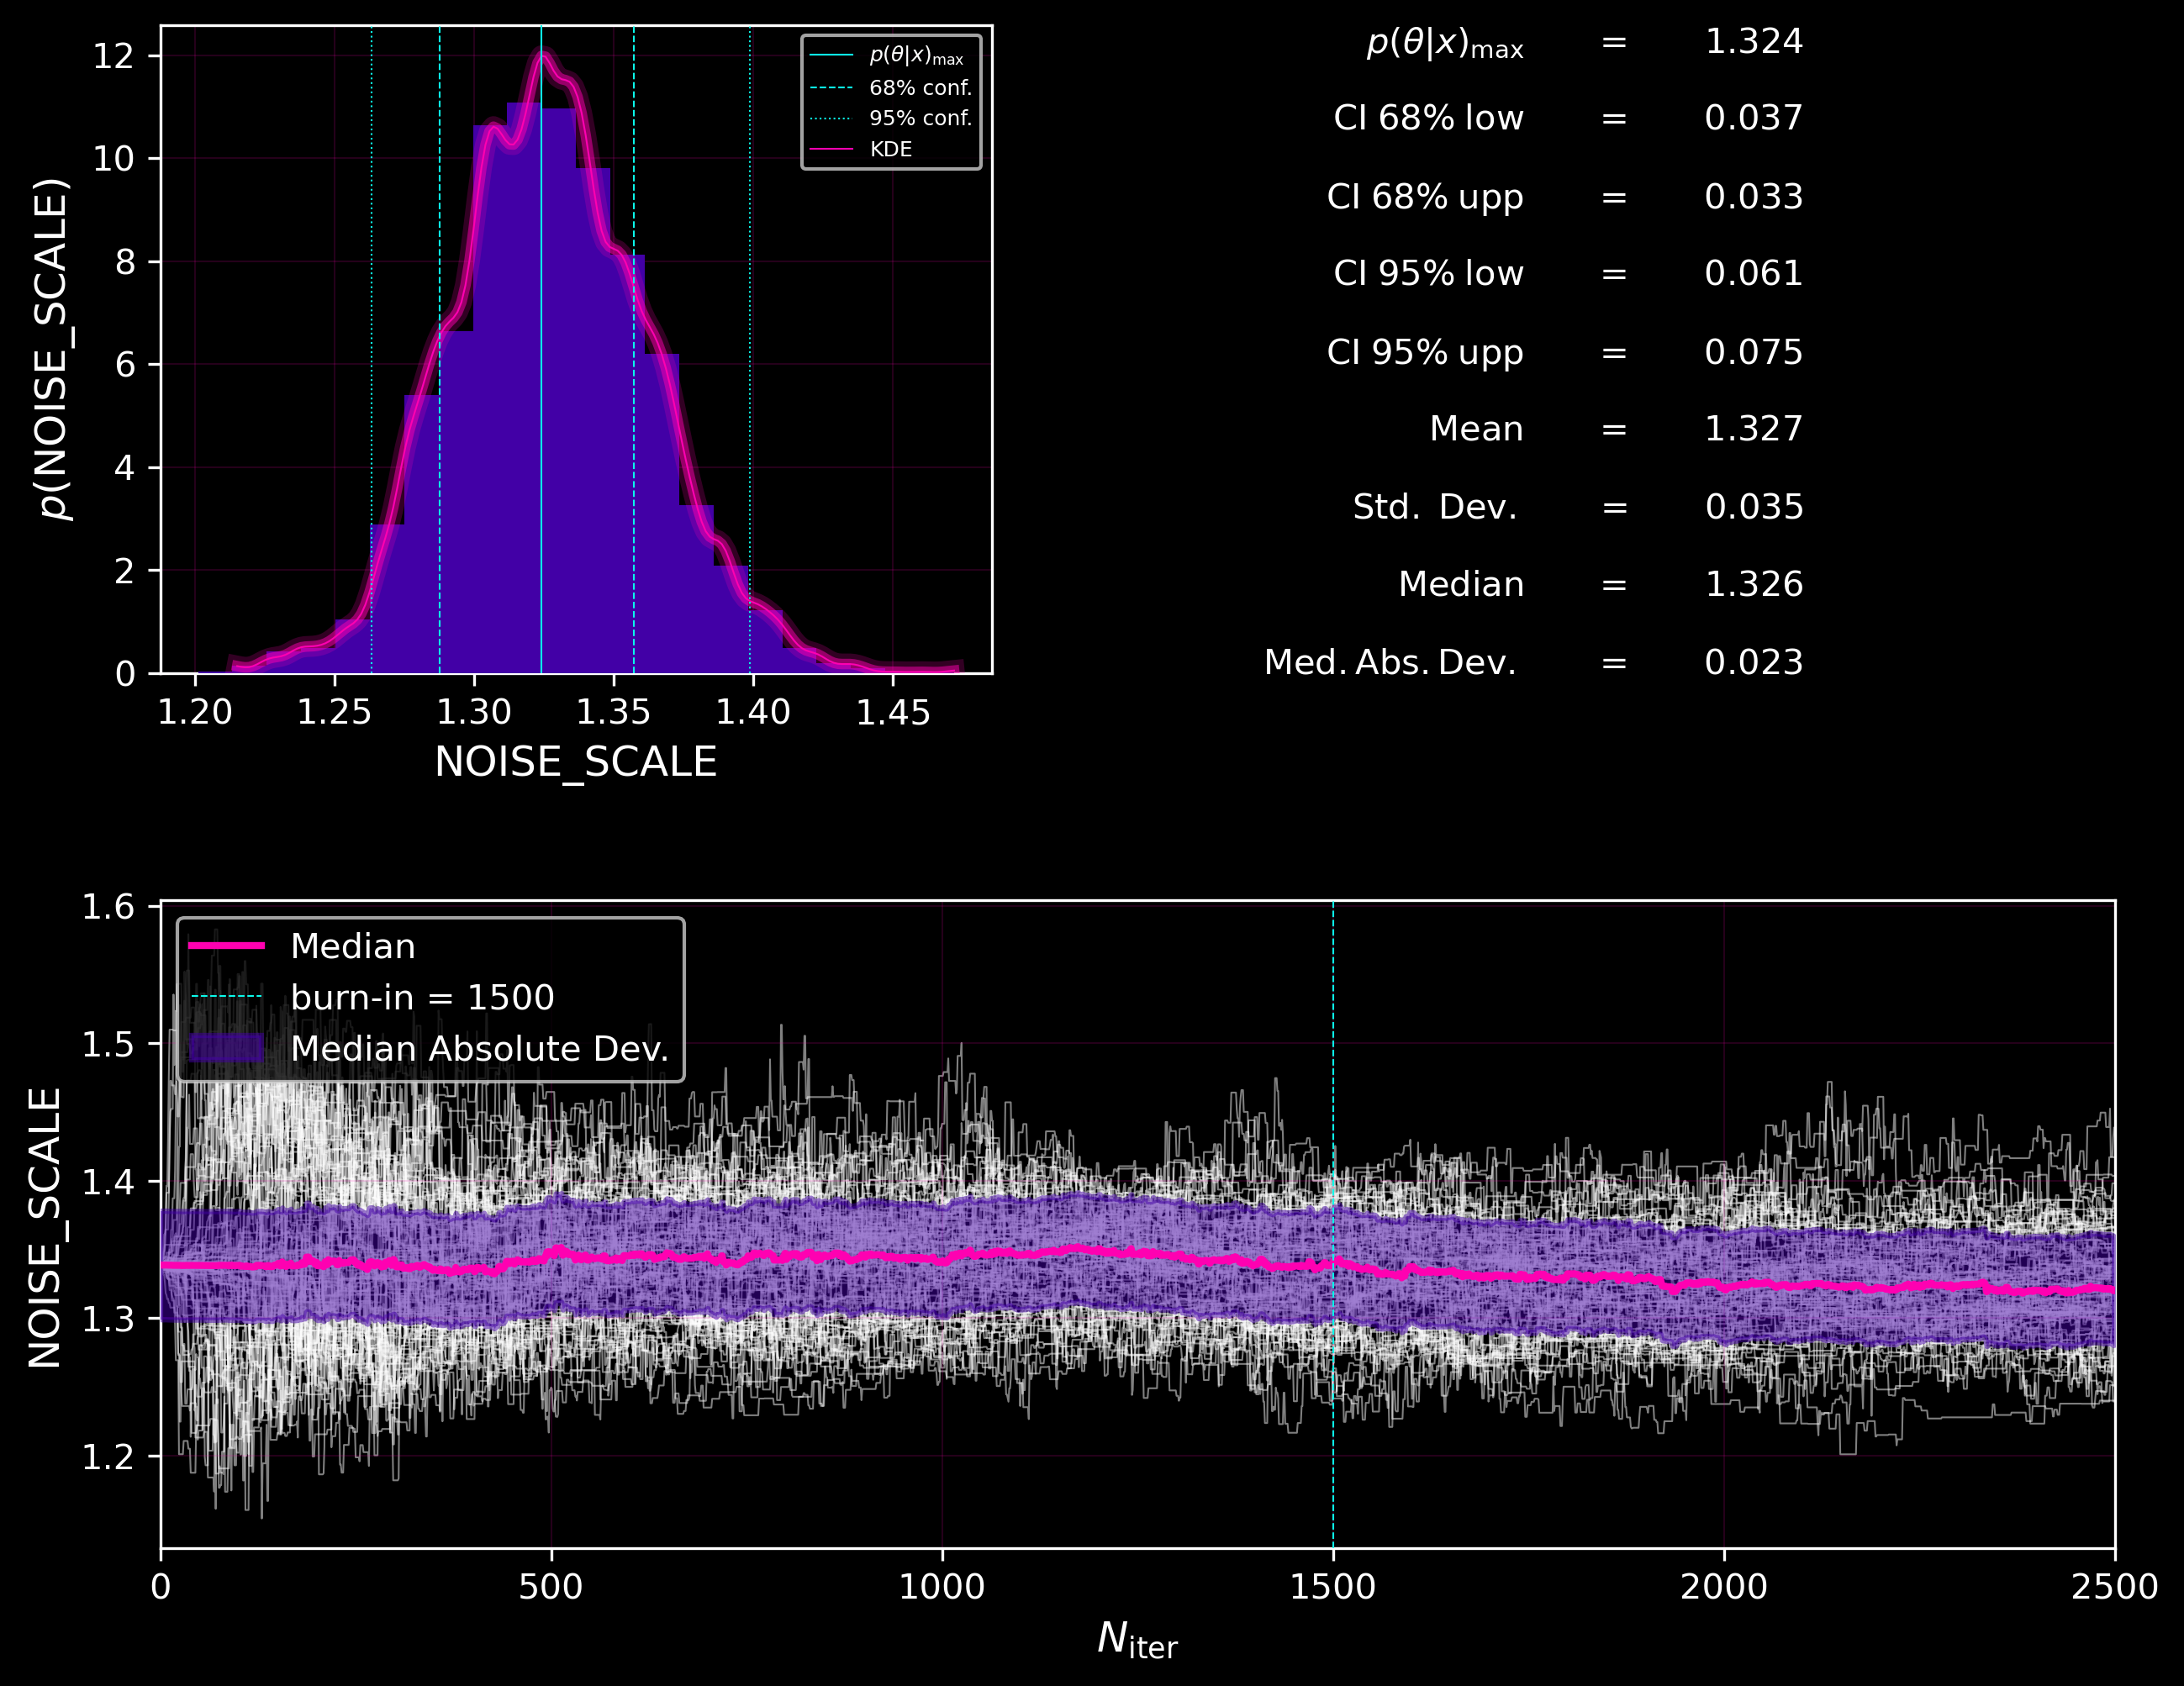 12
10
8
6
4
2
0
p(NOISE_SCALE)
p(θ|x)max
68% conf.
95% conf.
KDE
1.20 1.25 1.30 1.35 1.40 1.45
NOISE_SCALE
p(θ|x)max = 1.324
CI 68% low = 0.037
CI 68% upp = 0.033
CI 95% low = 0.061
CI 95% upp = 0.075
Mean = 1.327
Std. Dev. = 0.035
Median = 1.326
Med. Abs. Dev. = 0.023
1.6
1.5
1.4
1.3
1.2
NOISE_SCALE
Median
burn-in = 1500
Median Absolute Dev.
0 500 1000 1500 2000 2500
Niter